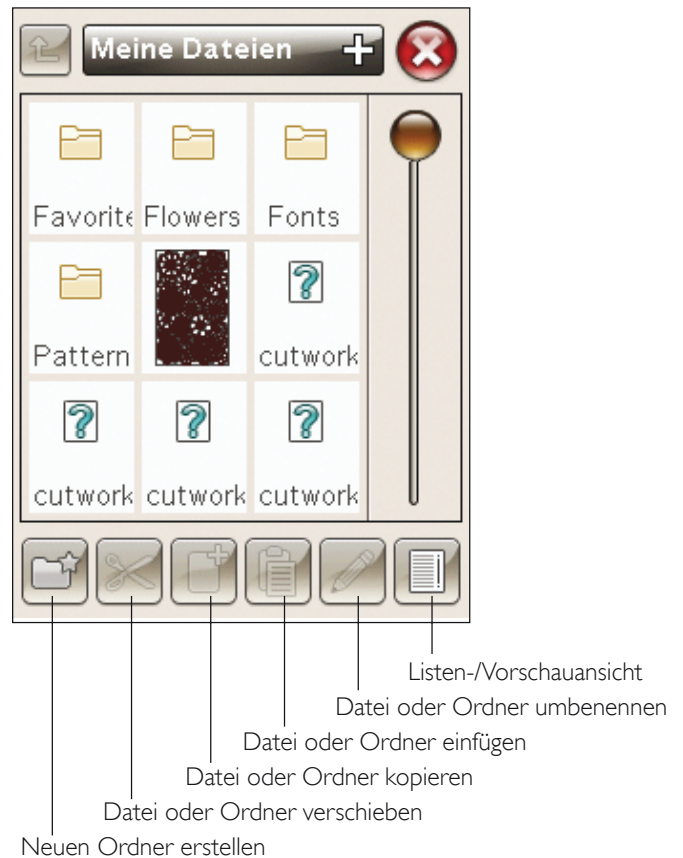 Meine Dateien
Favorite Flowers Fonts
Pattern cutwork
cutwork cutwork cutwork
Listen-/Vorschauansicht
Datei oder Ordner umbenennen
Datei oder Ordner einfügen
Datei oder Ordner kopieren
Datei oder Ordner verschieben
Neuen Ordner erstellen